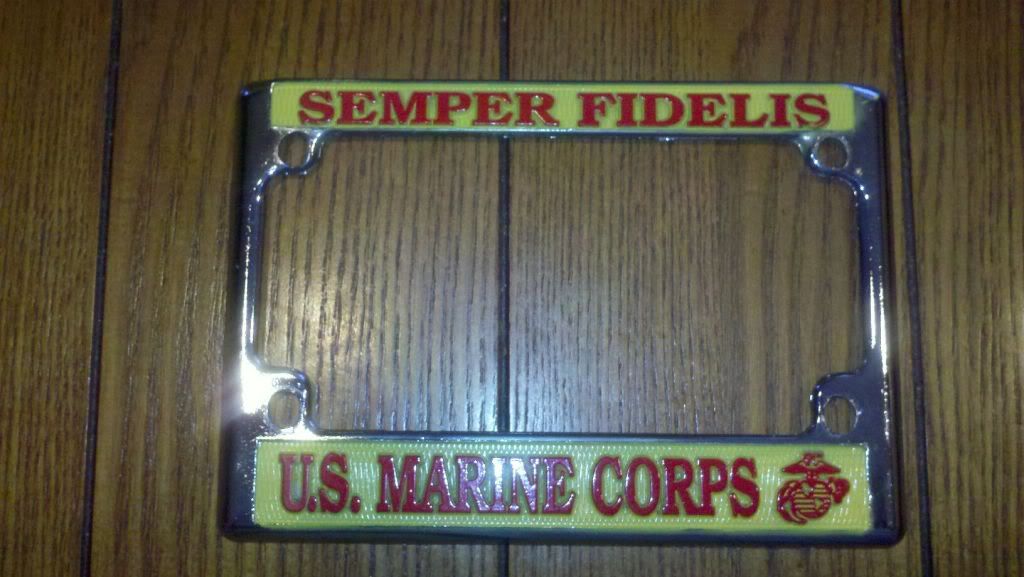 SEMPER FIDELIS
U.S. MARINE CORPS